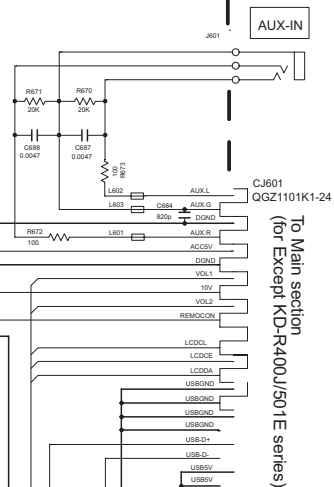 AUX-IN
J601
R671
20K
R670
20K
C688
0.0047
C687
0.0047
100
R673
CJ601
QGZ1101K1-24
L602
AUX.L
L603
C684
820p
AUX.G
DGND
R672
100
L601
AUX.R
ACC5V
DGND
VOL1
10V
VOL2
REMOCON
LCDCL
LCDCE
LCDDA
USBGND
USBGND
USBGND
USBGND
USB-D+
USB-D-
USB5V
USB5V
To Main section
(for Except KD-R400J/501E series)